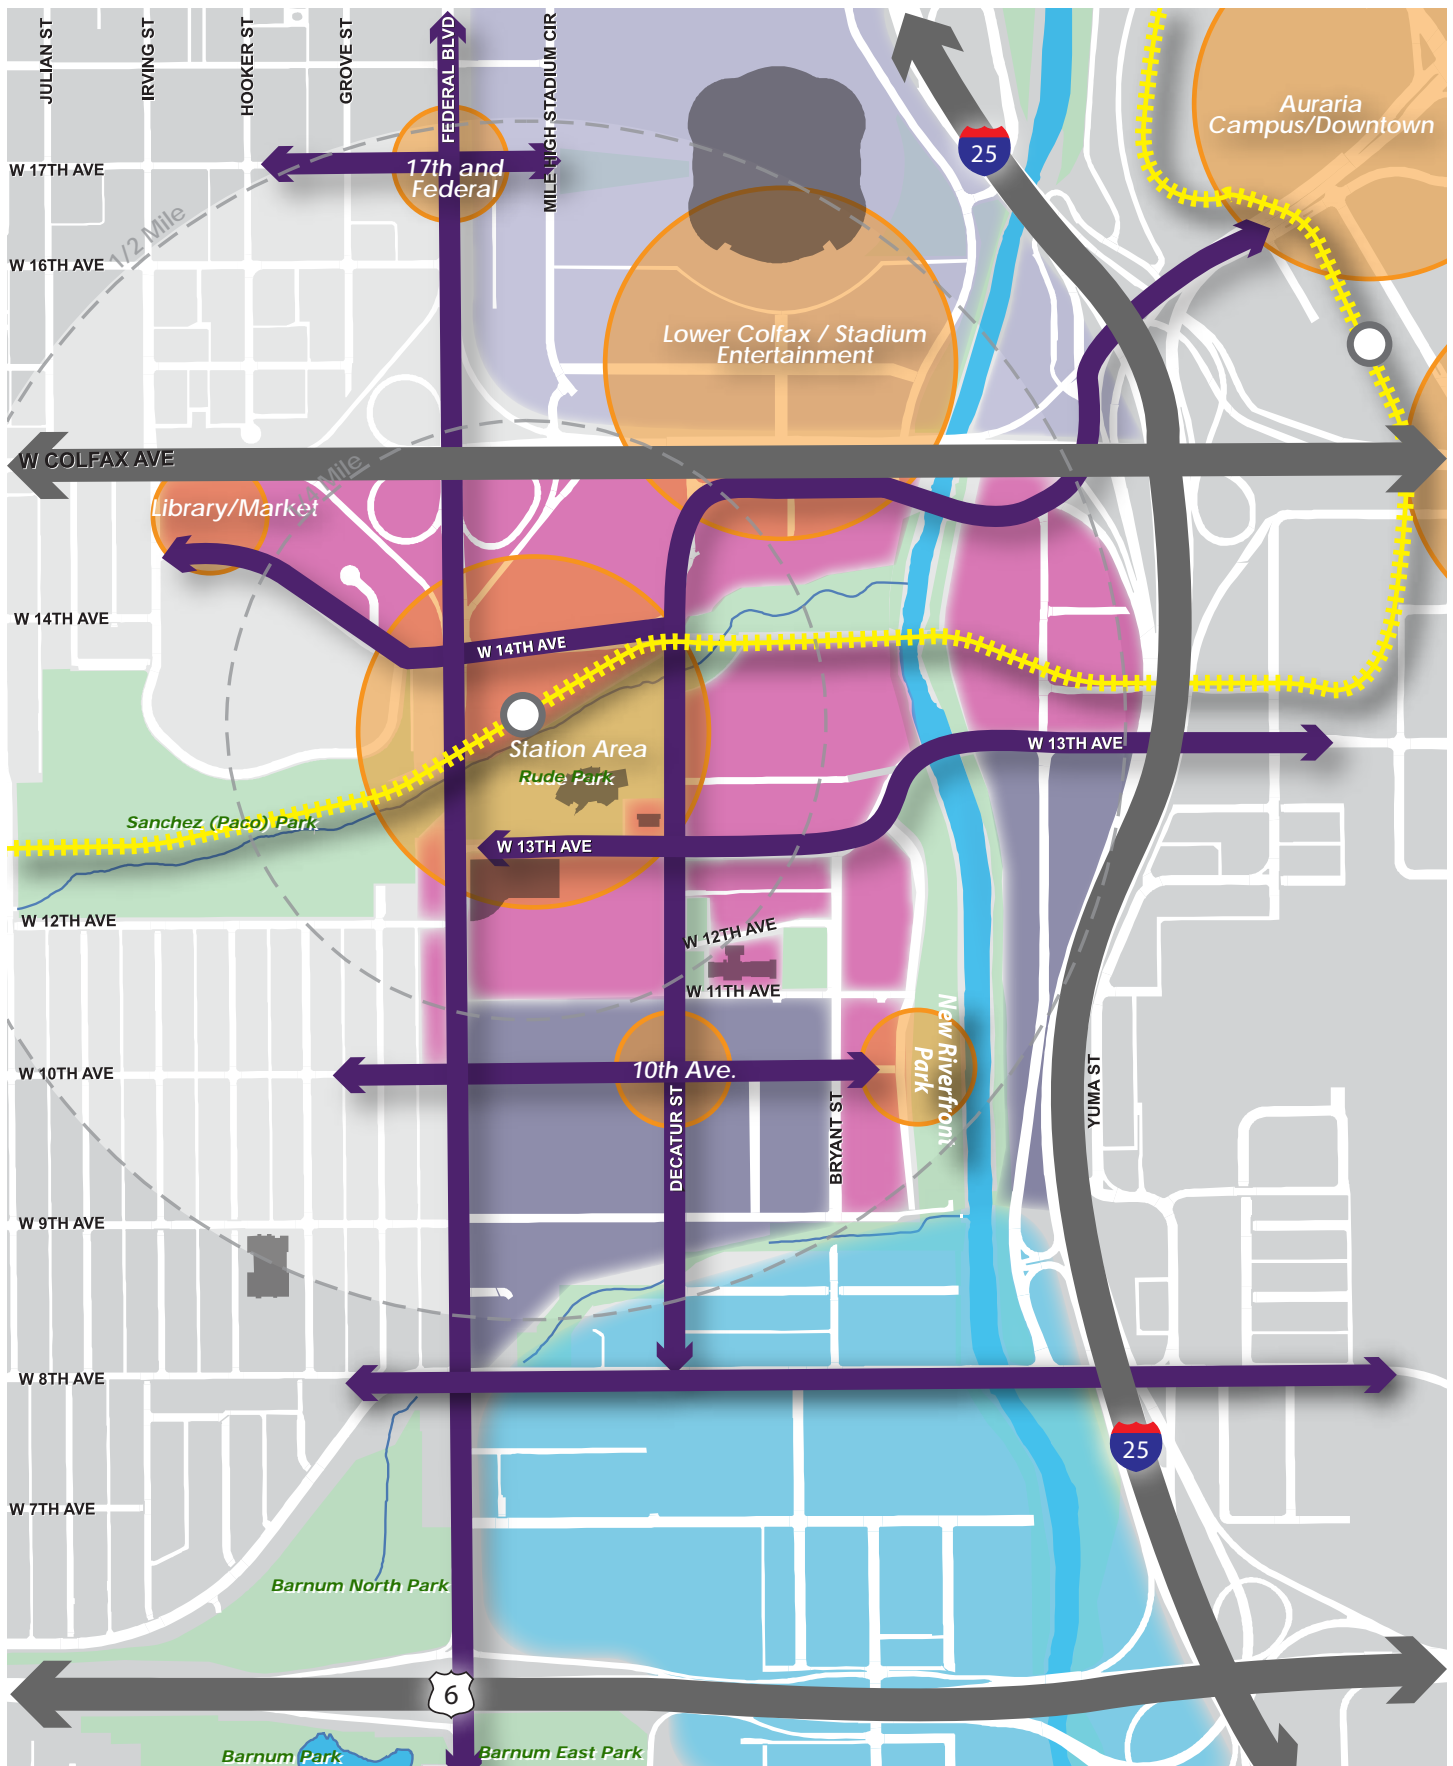 JULIAN ST
IRVING ST
HOOKER ST
GROVE ST
FEDERAL BLVD
MILE HIGH STADIUM CIR
Auraria
Campus/Downtown
25
W 17TH AVE
17th and
Federal
1/2 Mile
W 16TH AVE
Lower Colfax / Stadium
Entertainment
W COLFAX AVE
Mile
Library/Market
W 14TH AVE
W 14TH AVE
Station Area
Rude Park
Rude Park
W 13TH AVE
Sanchez (Paco) Park
W 13TH AVE
W 12TH AVE
W 12TH AVE
W 11TH AVE
New Riverfront
Park
W 10TH AVE
10th Ave.
DECATUR ST
BRYANT ST
YUMA ST
W 9TH AVE
W 8TH AVE
25
W 7TH AVE
Barnum North Park
6
Barnum Park
Barnum East Park